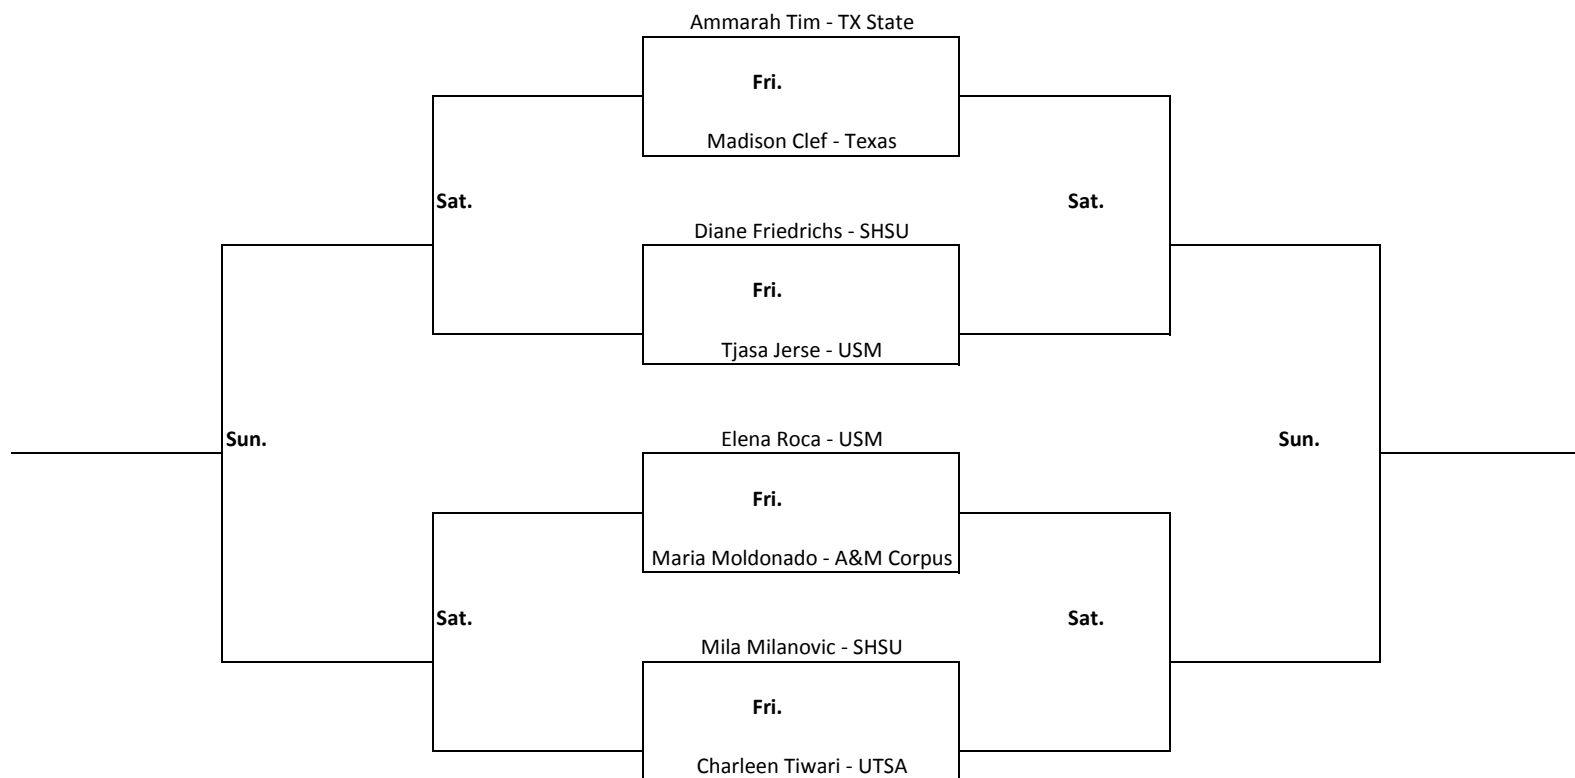 Ammarah Tim - TX State
Fri.
Madison Clef - Texas
Sat.
Sat.
Diane Friedrichs - SHSU
Fri.
Tjasa Jerse - USM
Sun.
Elena Roca - USM
Sun.
Fri.
Maria Moldonado - A&M Corpus
Sat.
Sat.
Mila Milanovic - SHSU
Fri.
Charleen Tiwari - UTSA